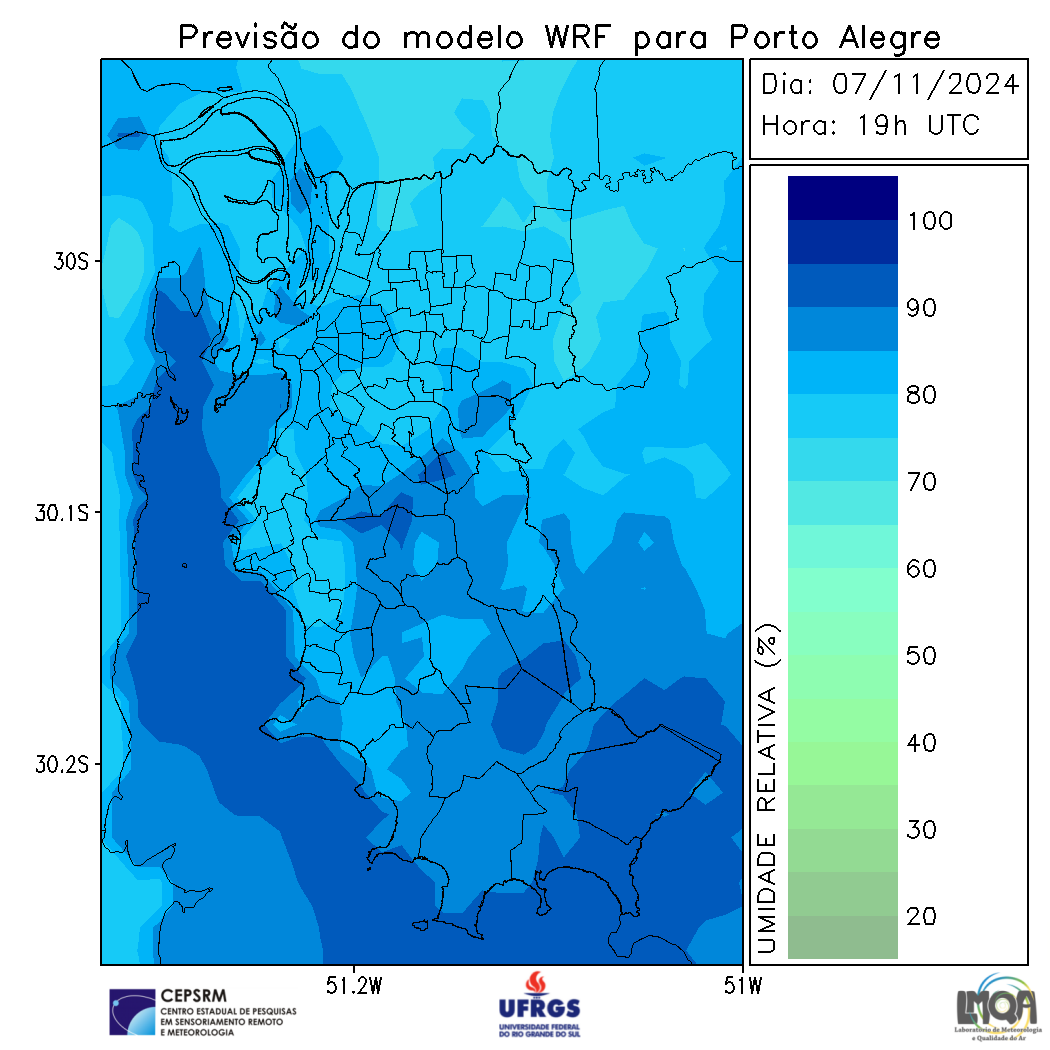 Previsão do modelo WRF para Porto Alegre
Dia: 07/11/2024
Hora: 19h UTC
30S
30.1S
30.2S
51.2W
51W
100
90
80
70
60
50
40
30
20
UMIDADE RELATIVA (%)
CEPSRM
CENTRO ESTADUAL DE PESQUISAS
EM SENSORIAMENTO REMOTO
E METEOROLOGIA
UFRGS
UNIVERSIDADE FEDERAL
DO RIO GRANDE DO SUL
LMQA
Laboratório de Meteorologia
e Qualidade do Ar